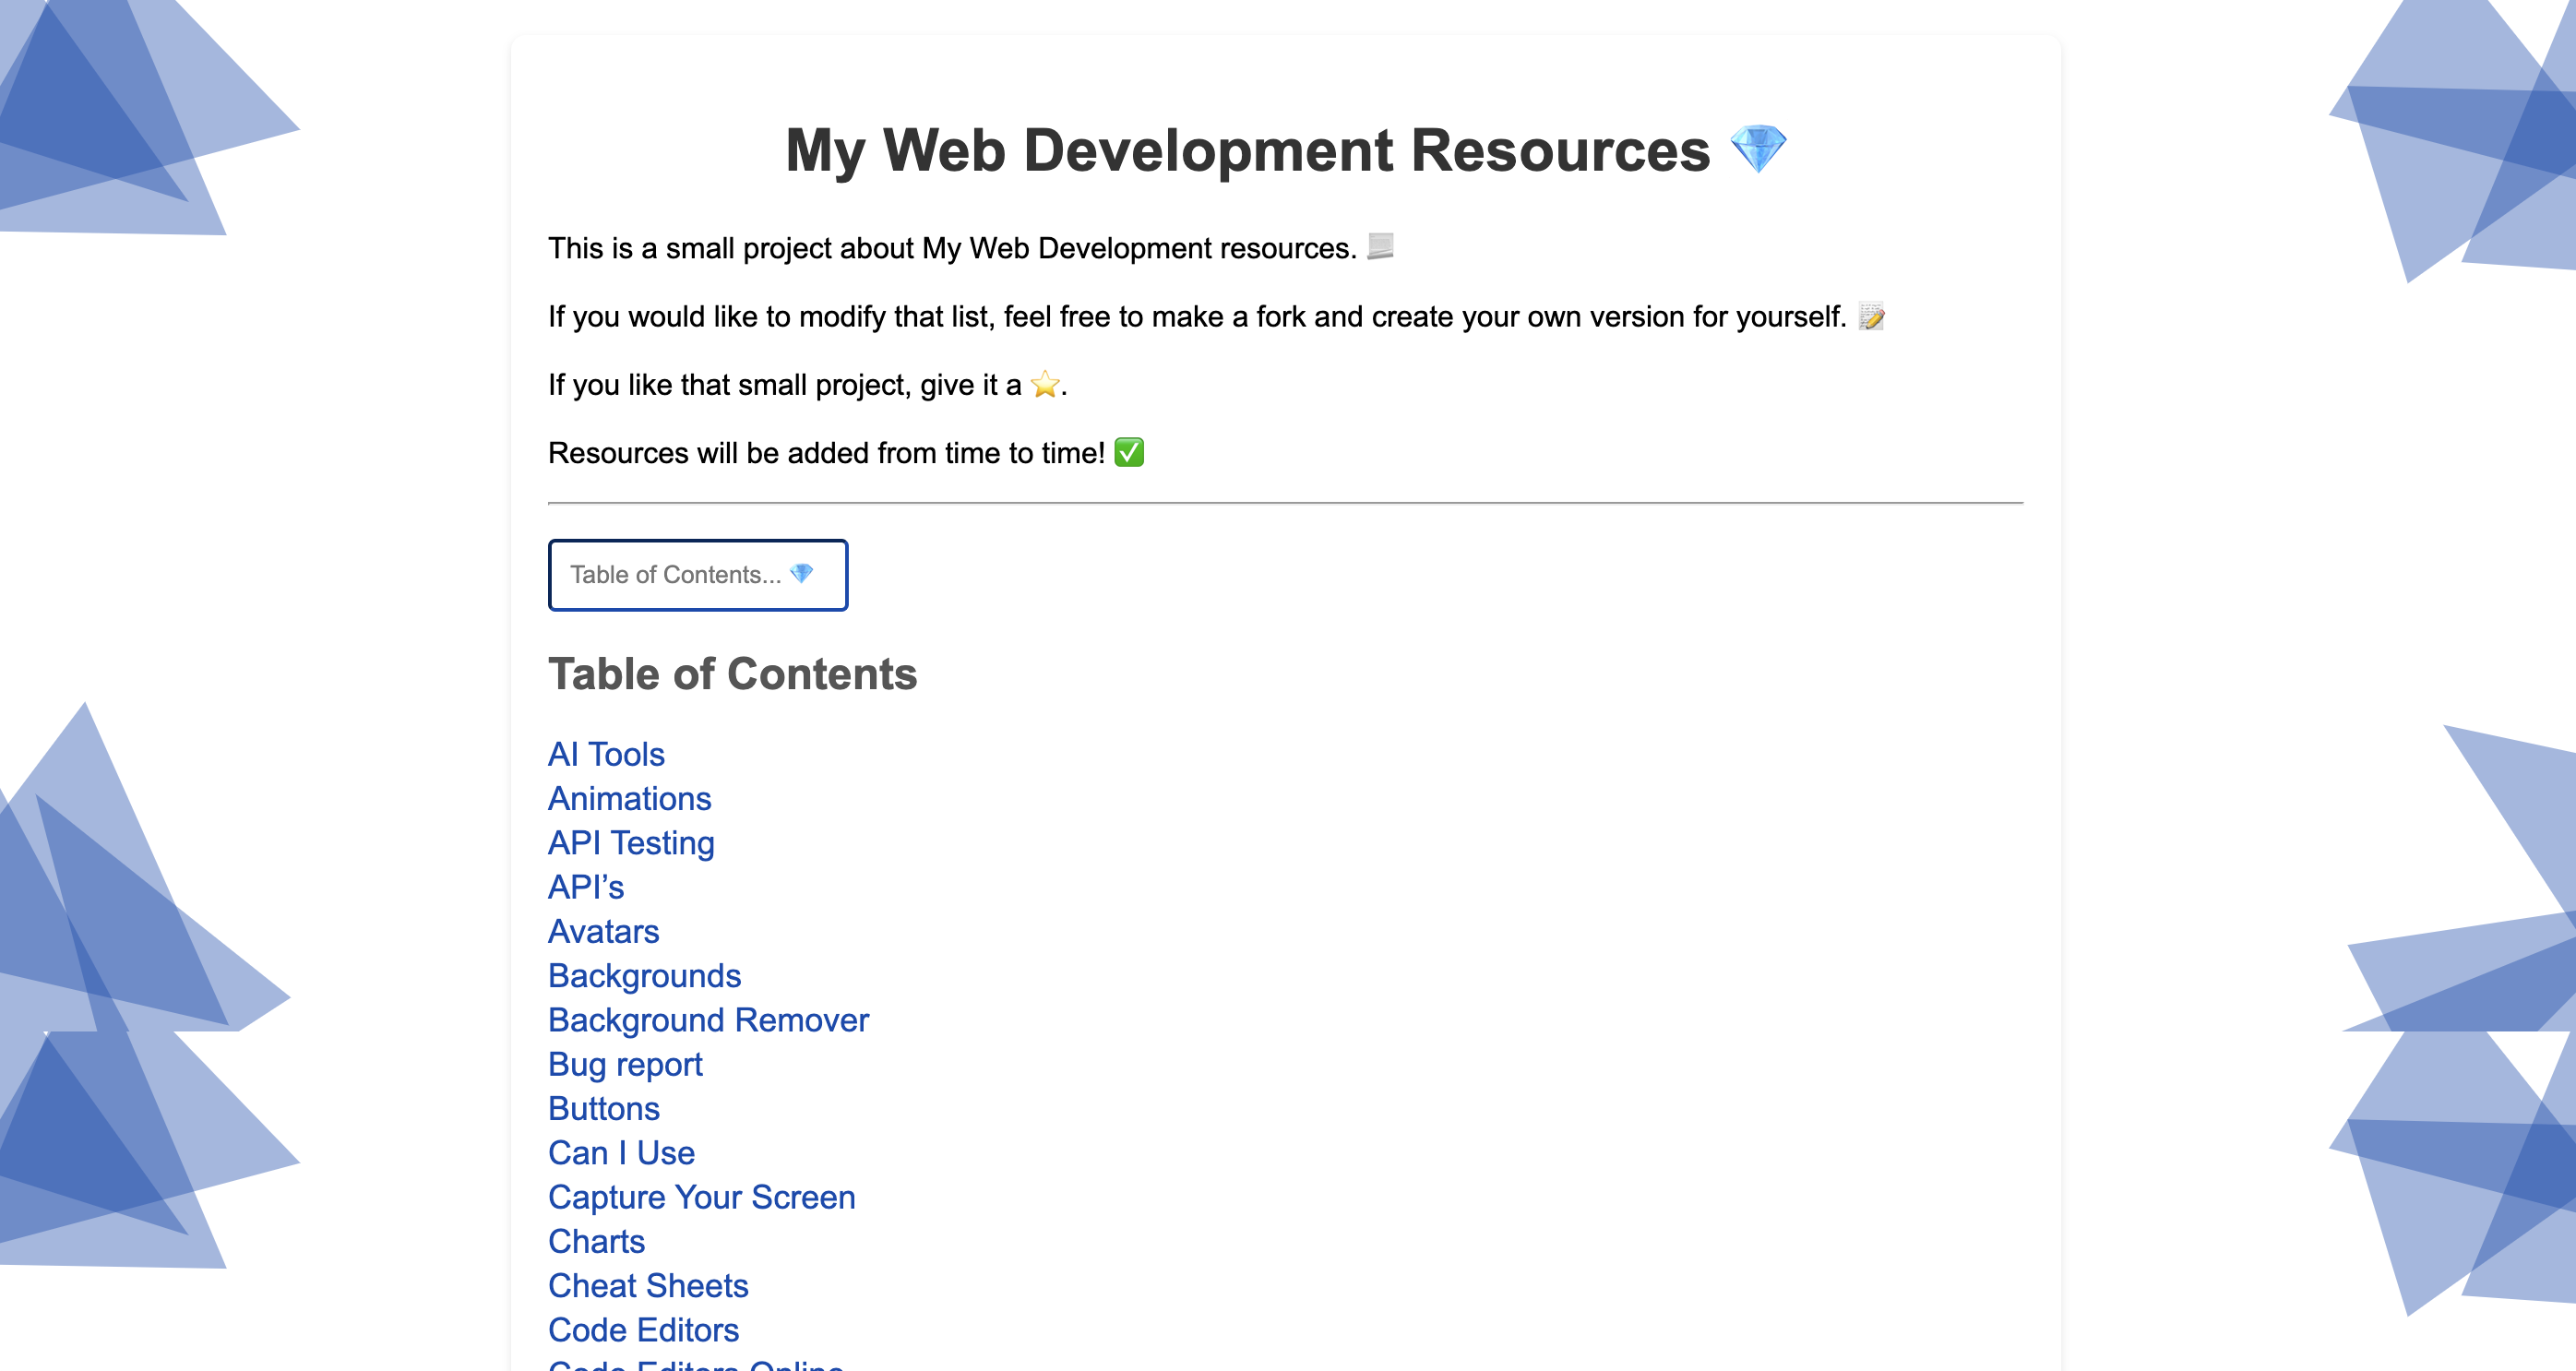 My Web Development Resources 💎
This is a small project about My Web Development resources. 📃
If you would like to modify that list, feel free to make a fork and create your own version for yourself. 📝
If you like that small project, give it a ⭐.
Resources will be added from time to time! ✅
Table of Contents... 💎
Table of Contents
AI Tools
Animations
API Testing
API’s
Avatars
Backgrounds
Background Remover
Bug report
Buttons
Can I Use
Capture Your Screen
Charts
Cheat Sheets
Code Editors
Code Editors Online